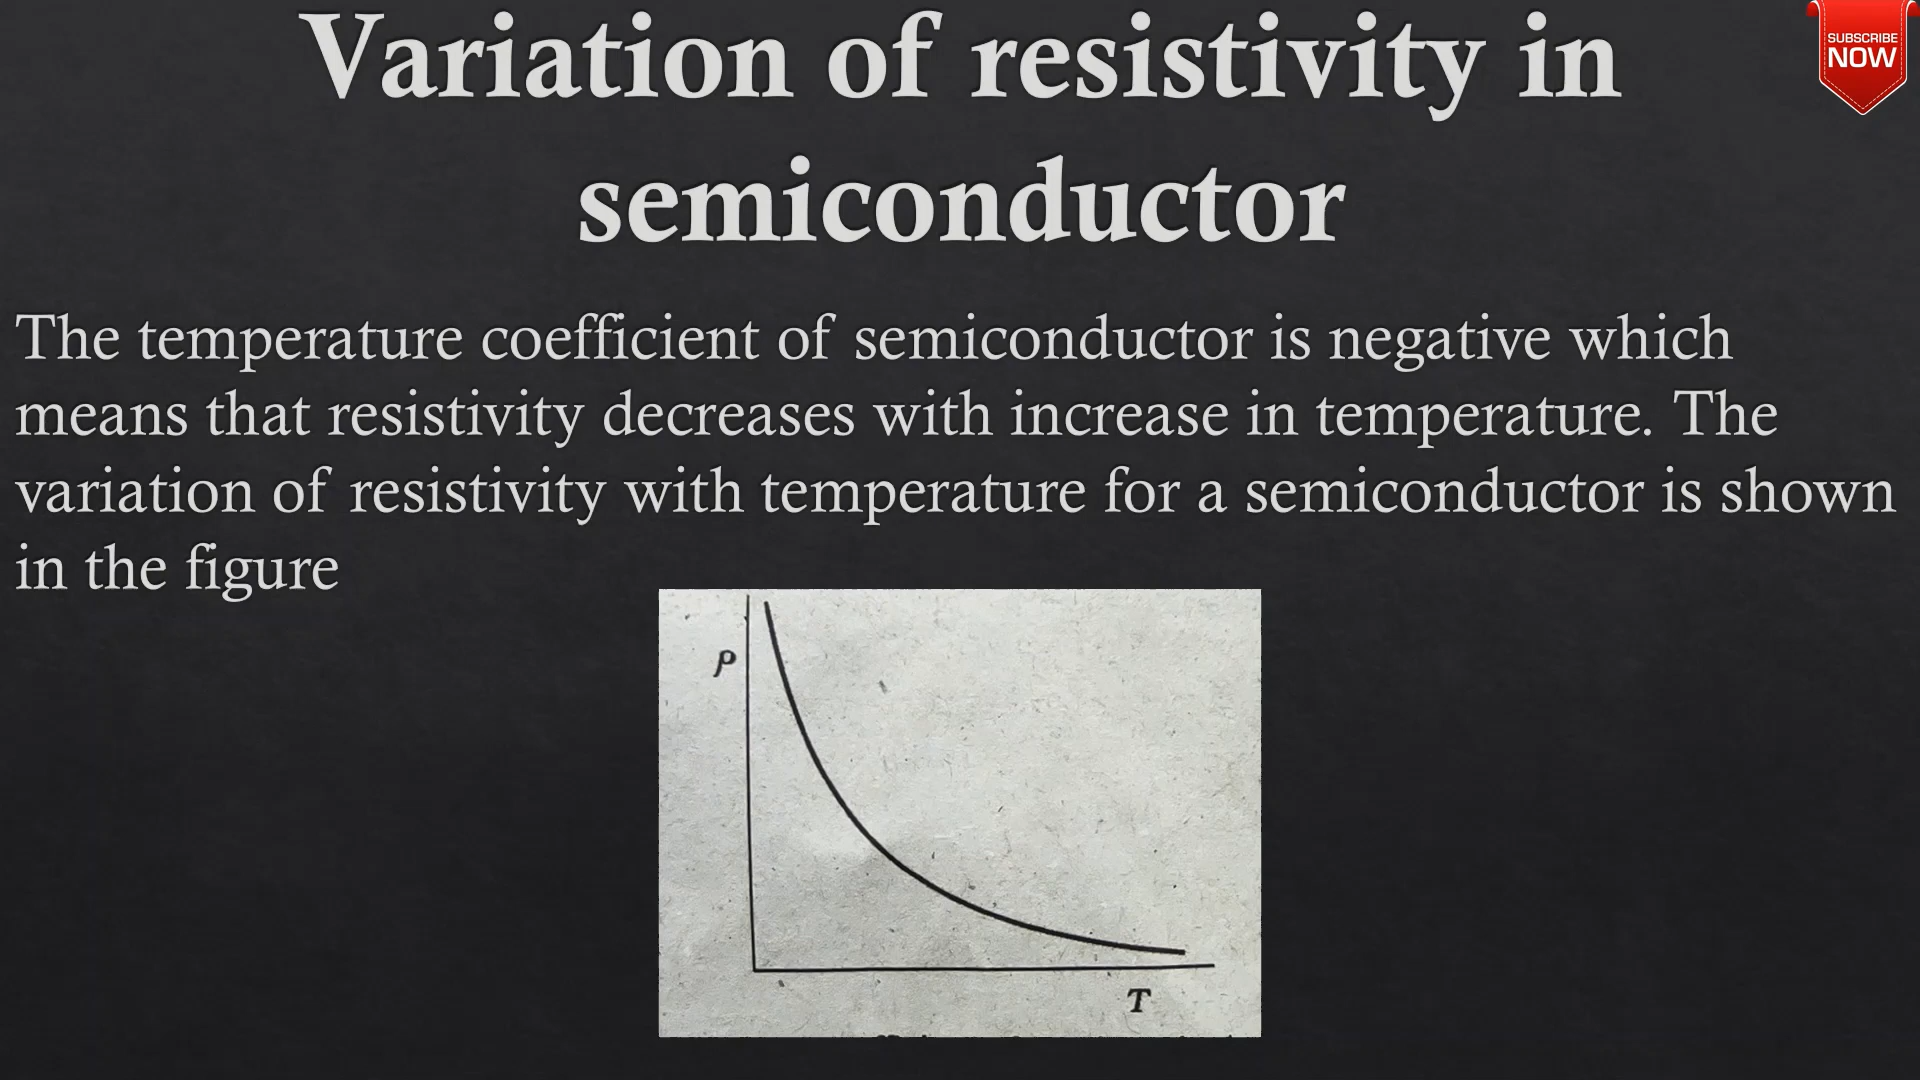 Variation of resistivity in
semiconductor
SUBSCRIBE
NOW
The temperature coefficient of semiconductor is negative which
means that resistivity decreases with increase in temperature. The
variation of resistivity with temperature for a semiconductor is shown
in the figure
ρ
T